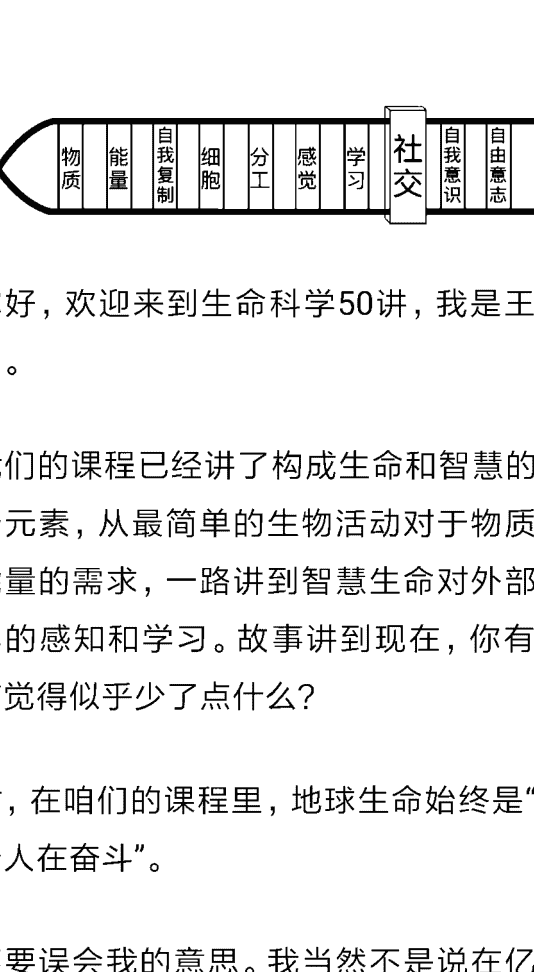 物质 能量 自我复制 细胞 分工 感觉 学习 社交 自我意识 自由意志
好，欢迎来到生命科学50讲，我是王
。
们的课程已经讲了构成生命和智慧的
元素，从最简单的生物活动对于物质
量的需求，一路讲到智慧生命对外部
的感知和学习。故事讲到现在，你有
觉得似乎少了点什么？
，在咱们的课程里，地球生命始终是“
人在奋斗”。
要误会我的意思。我当然不是说在亿